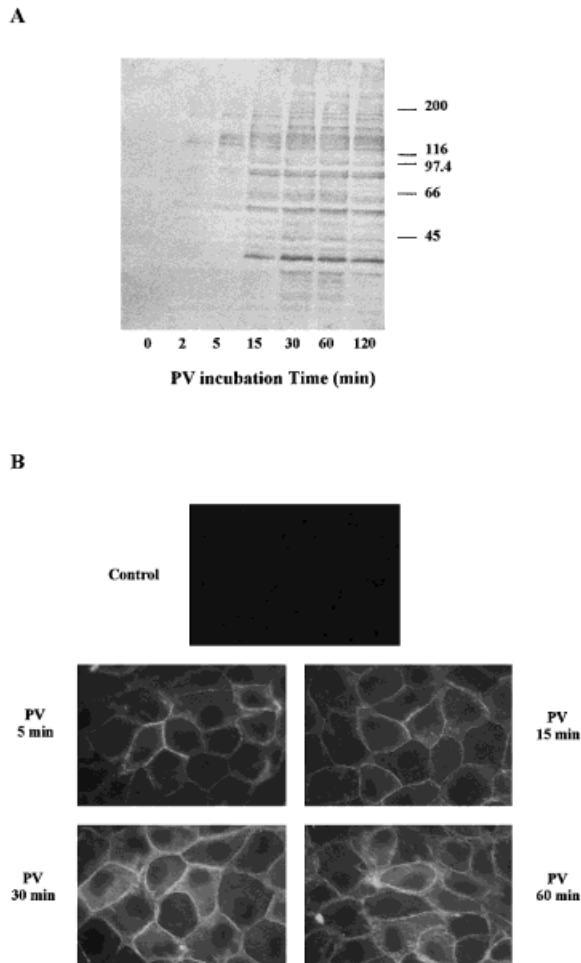 A
200
116
97.4
66
45
0 2 5 15 30 60 120
PV incubation Time (min)
B
Control
PV
5 min
PV
15 min
PV
30 min
PV
60 min